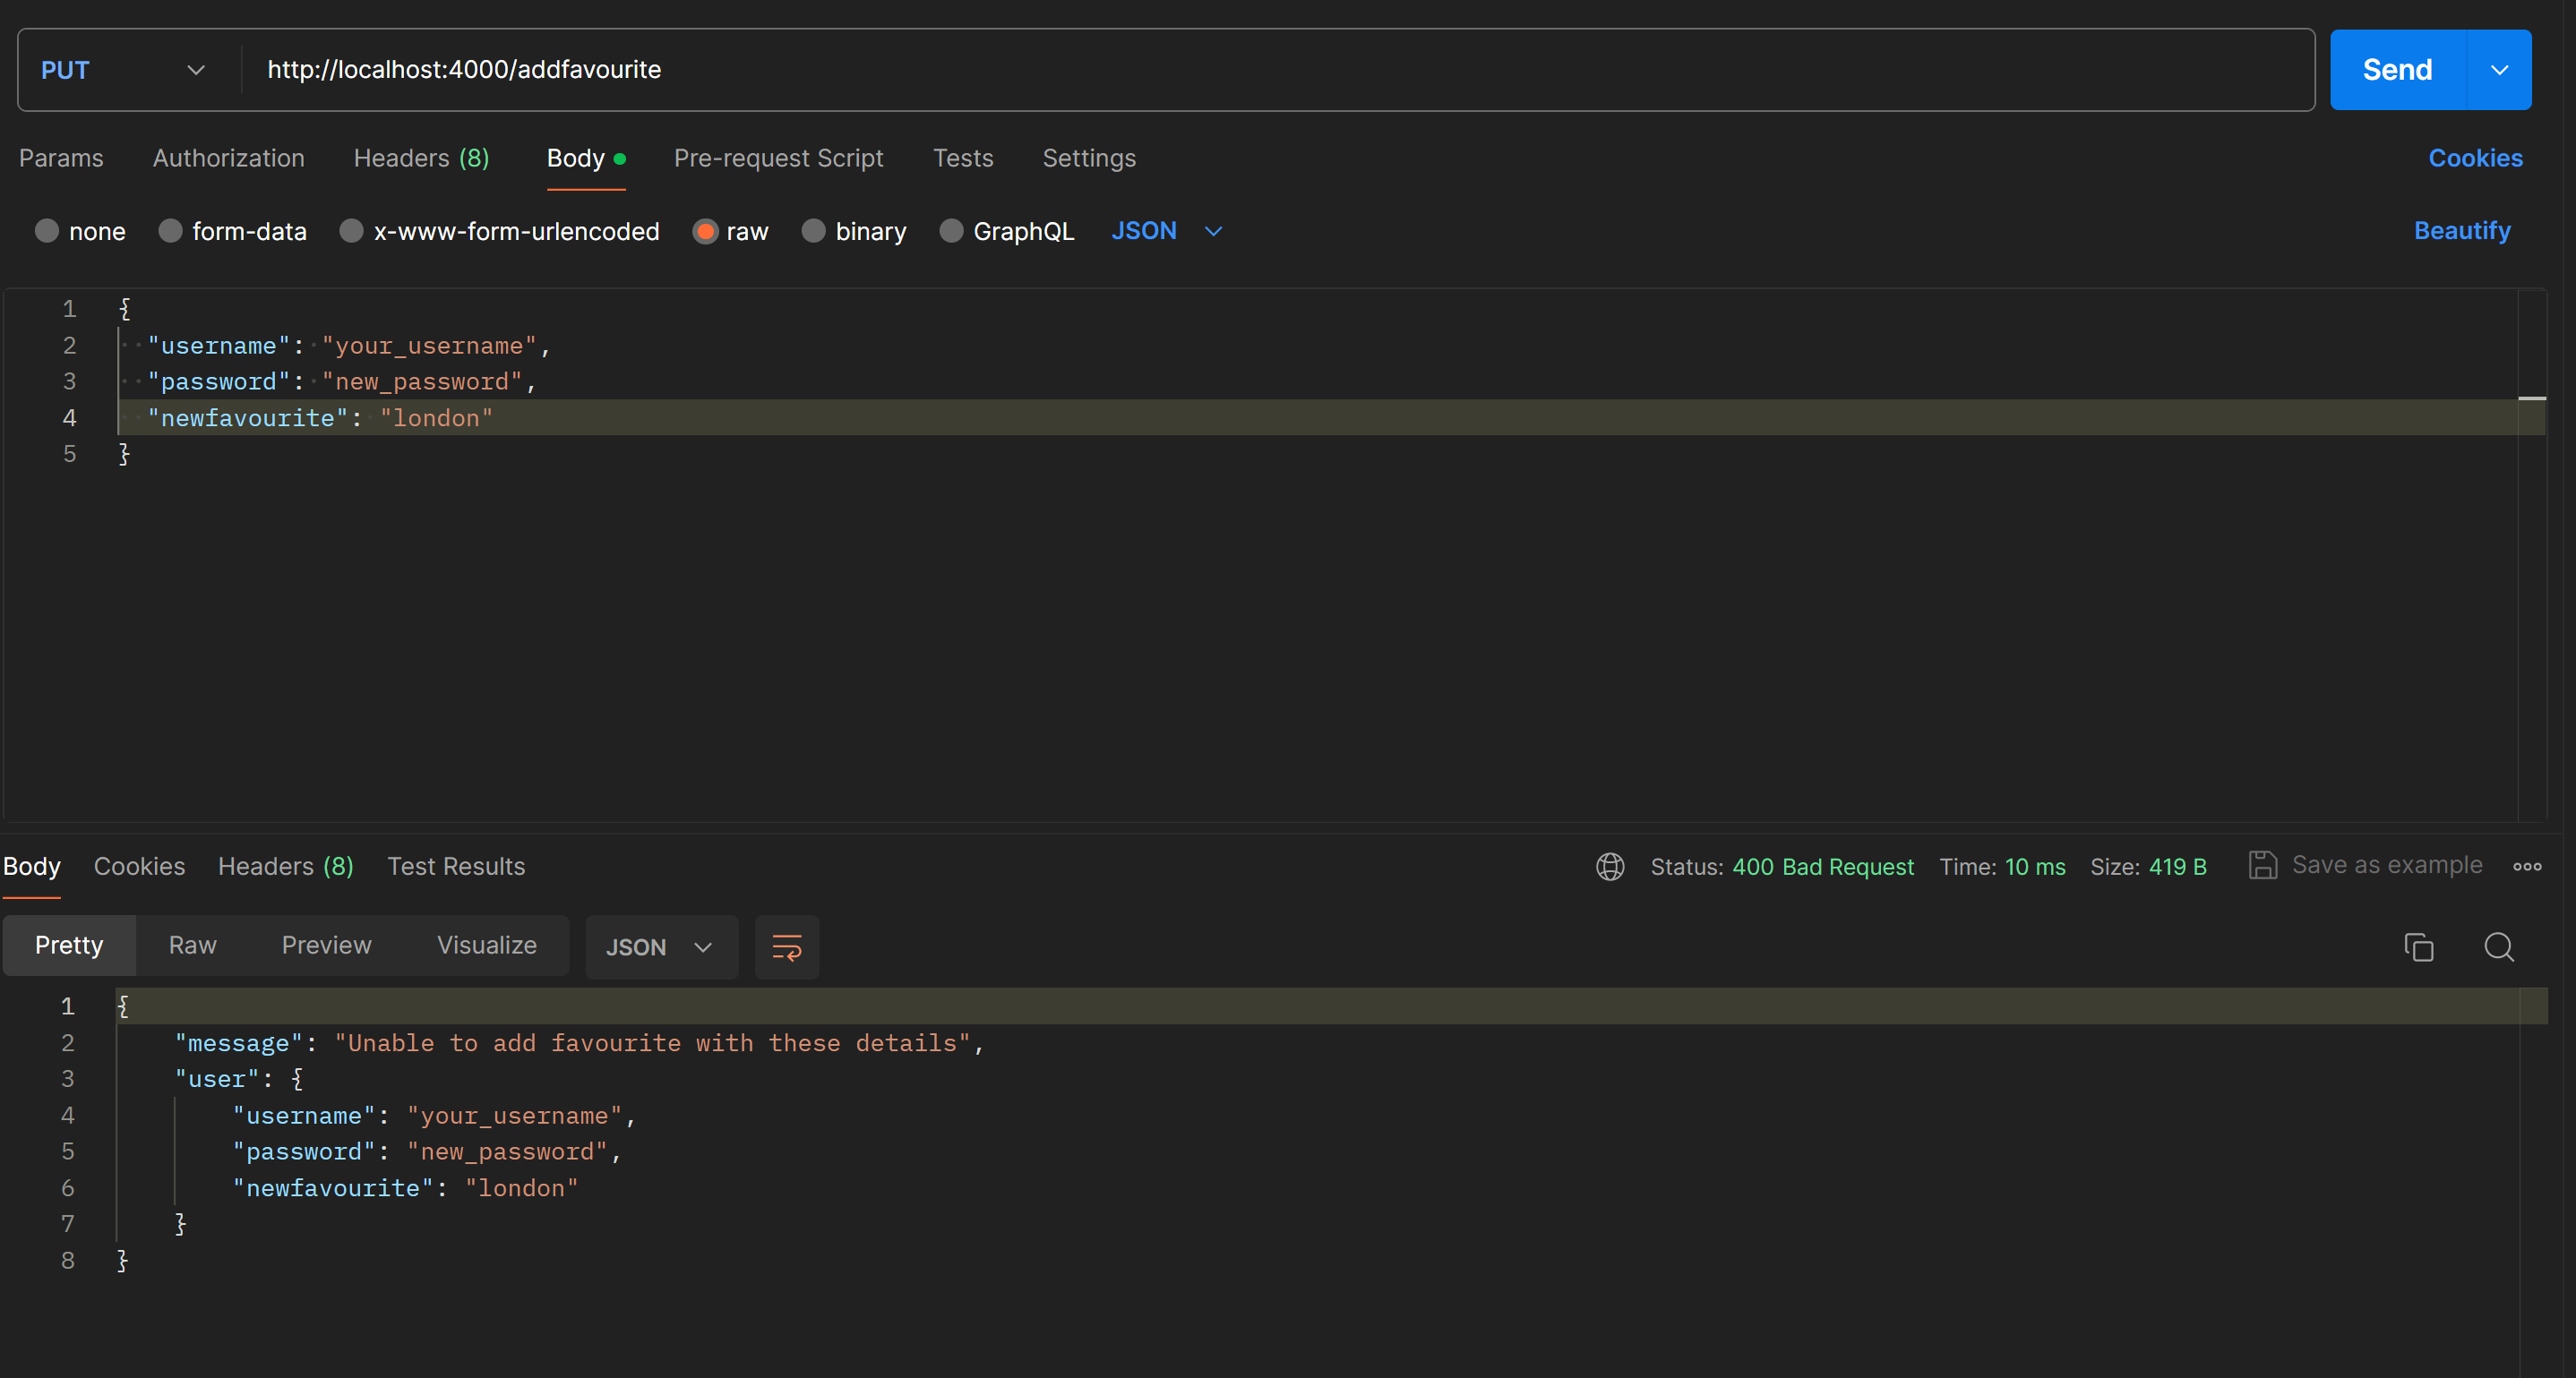 PUT http://localhost:4000/addfavourite Send
Params Authorization Headers (8) Body Pre-request Script Tests Settings Cookies
none form-data x-www-form-urlencoded raw binary GraphQL JSON Beautify
1 {
2 "username": "your_username",
3 "password": "new_password",
4 "newfavourite": "london"
5 }
Body Cookies Headers (8) Test Results Status: 400 Bad Request Time: 10 ms Size: 419 B Save as example
Pretty Raw Preview Visualize JSON
1 {
2 "message": "Unable to add favourite with these details",
3 "user": {
4 "username": "your_username",
5 "password": "new_password",
6 "newfavourite": "london"
7 }
8 }